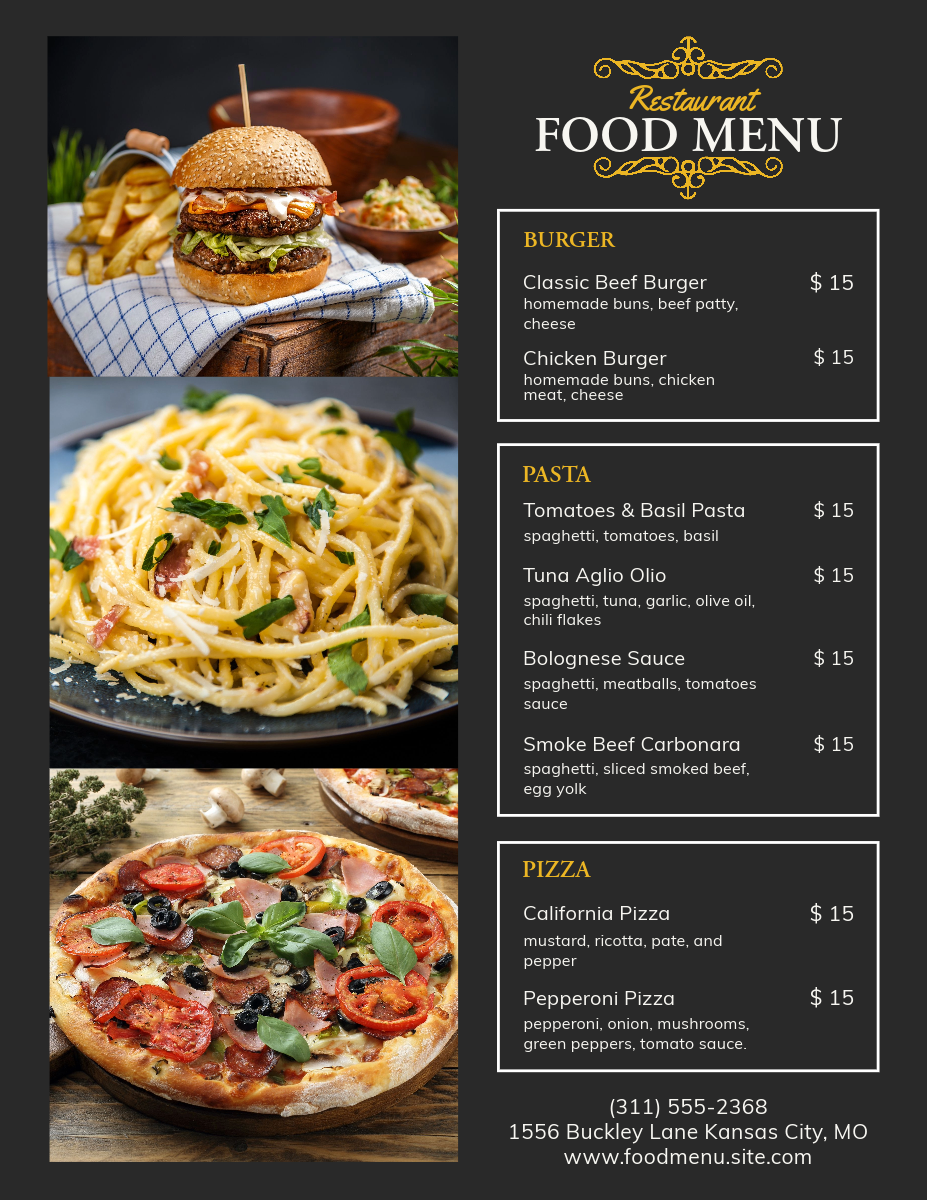 Restaurant
FOOD MENU
BURGER
Classic Beef Burger $ 15
homemade buns, beef patty,
cheese
Chicken Burger $ 15
homemade buns, chicken
meat, cheese
PASTA
Tomatoes & Basil Pasta $ 15
spaghetti, tomatoes, basil
Tuna Aglio Olio $ 15
spaghetti, tuna, garlic, olive oil,
chili flakes
Bolognese Sauce $ 15
spaghetti, meatballs, tomatoes
sauce
Smoke Beef Carbonara $ 15
spaghetti, sliced smoked beef,
egg yolk
PIZZA
California Pizza $ 15
mustard, ricotta, pate, and
pepper
Pepperoni Pizza $ 15
pepperoni, onion, mushrooms,
green peppers, tomato sauce.
(311) 555-2368
1556 Buckley Lane Kansas City, MO
www.foodmenu.site.com